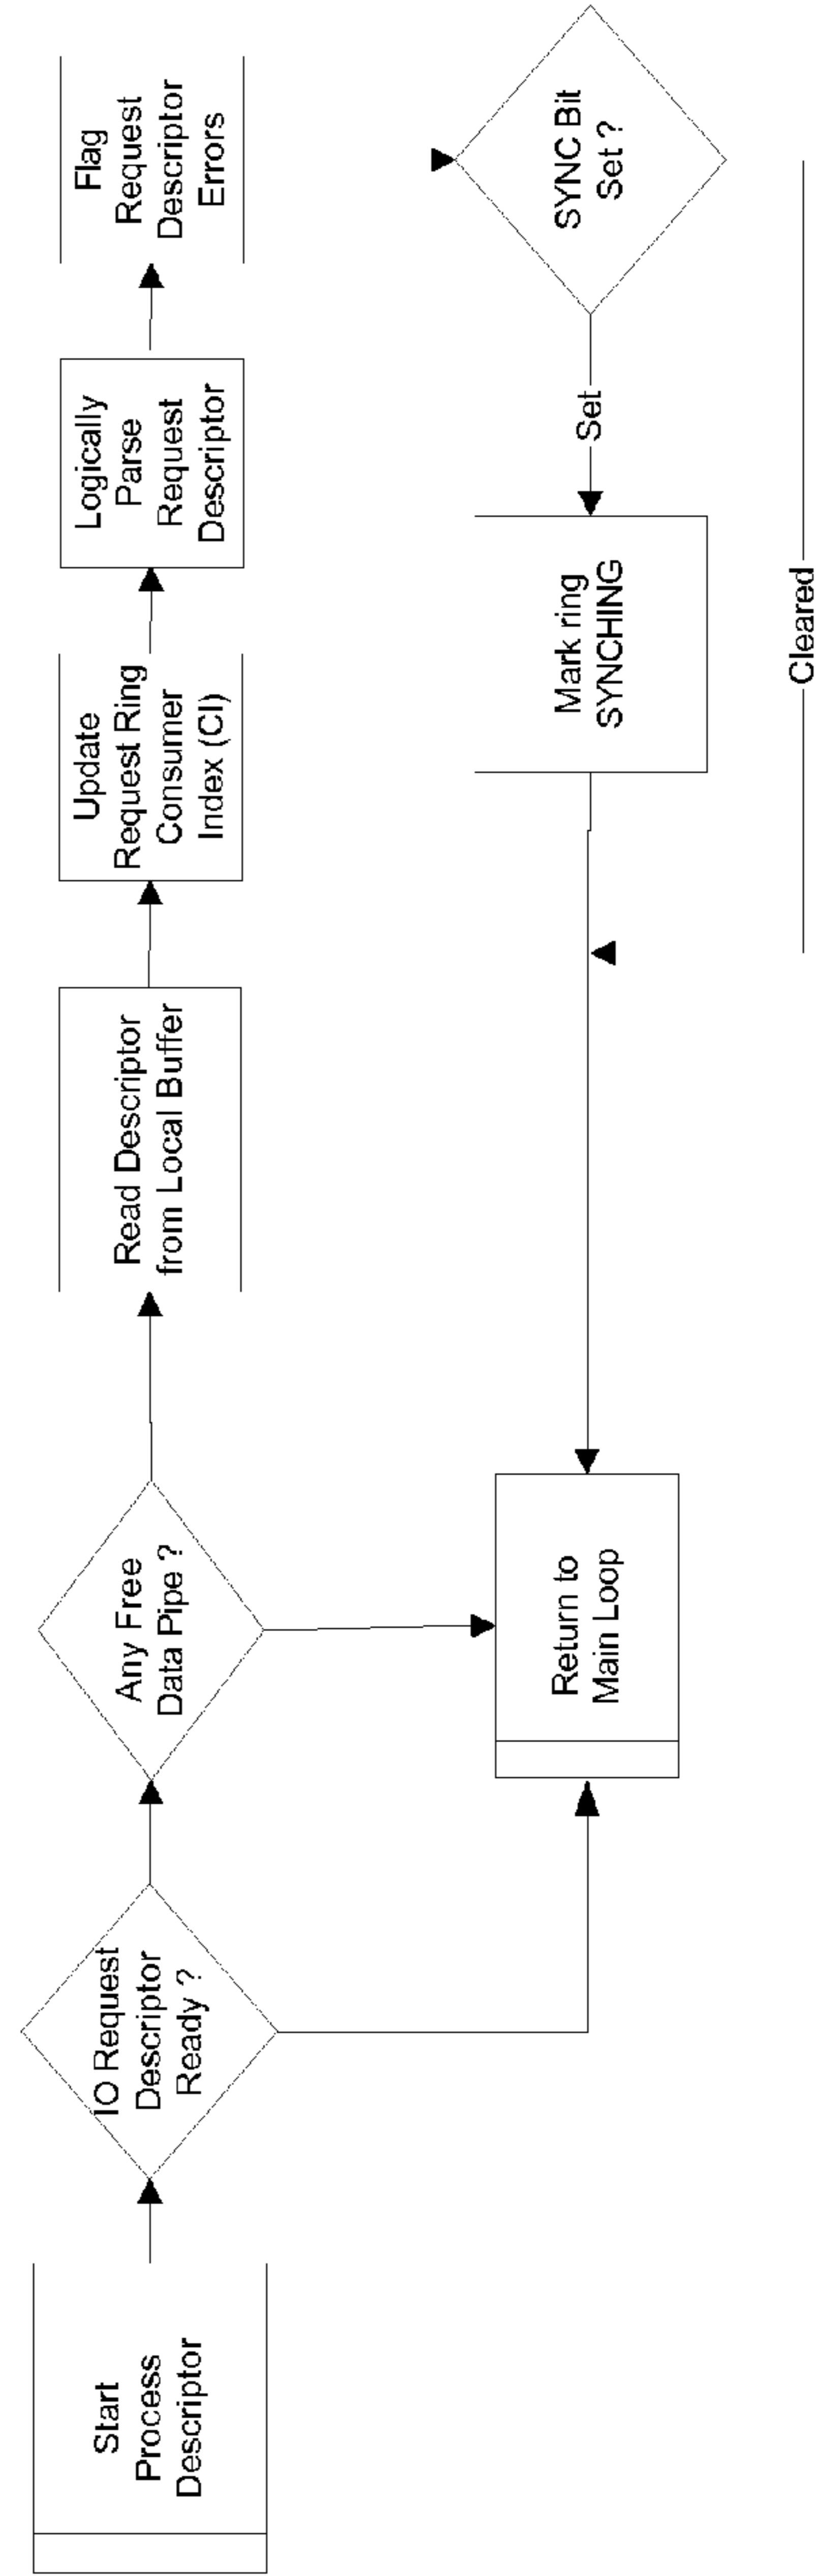 Start
Process
Descriptor
IO Request
Descriptor
Ready ?
Any Free
Data Pipe ?
Read Descriptor
from Local Buffer
Update
Request Ring
Consumer
Index (CI)
Logically
Parse
Request
Descriptor
Flag
Request
Descriptor
Errors
Return to
Main Loop
Mark ring
SYNCHING
Set
SYNC Bit
Set ?
Cleared